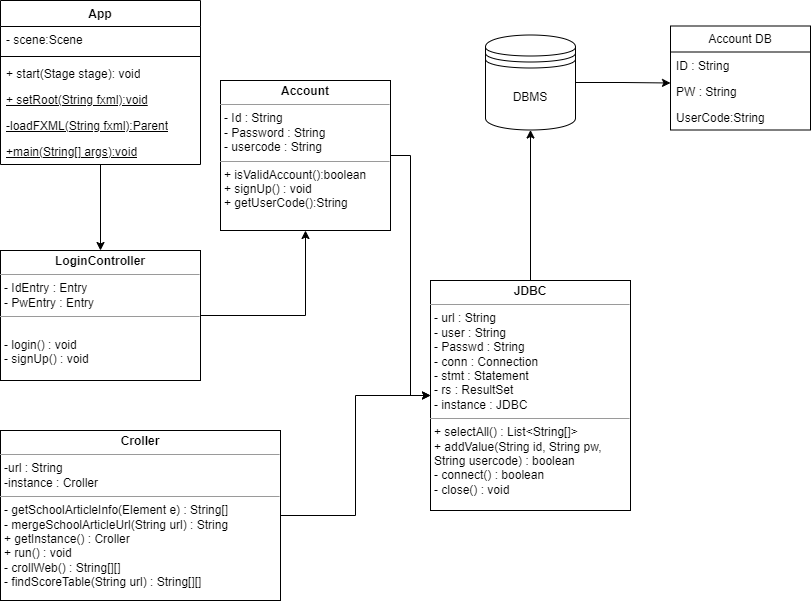 App
- scene:Scene
+ start(Stage stage): void
+ setRoot(String fxml):void
-loadFXML(String fxml):Parent
+main(String[] args):void
Account
- Id : String
- Password : String
- usercode : String
+ isValidAccount():boolean
+ signUp() : void
+ getUserCode():String
DBMS
Account DB
ID : String
PW : String
UserCode:String
LoginController
- IdEntry : Entry
- PwEntry : Entry
- login() : void
- signUp() : void
JDBC
- url : String
- user : String
- Passwd : String
- conn : Connection
- stmt : Statement
- rs : ResultSet
- instance : JDBC
+ selectAll() : List<String[]>
+ addValue(String id, String pw,
String usercode) : boolean
- connect() : boolean
- close() : void
Croller
-url : String
-instance : Croller
- getSchoolArticleInfo(Element e) : String[]
- mergeSchoolArticleUrl(String url) : String
+ getInstance() : Croller
+ run() : void
- crollWeb() : String[][]
- findScoreTable(String url) : String[][]